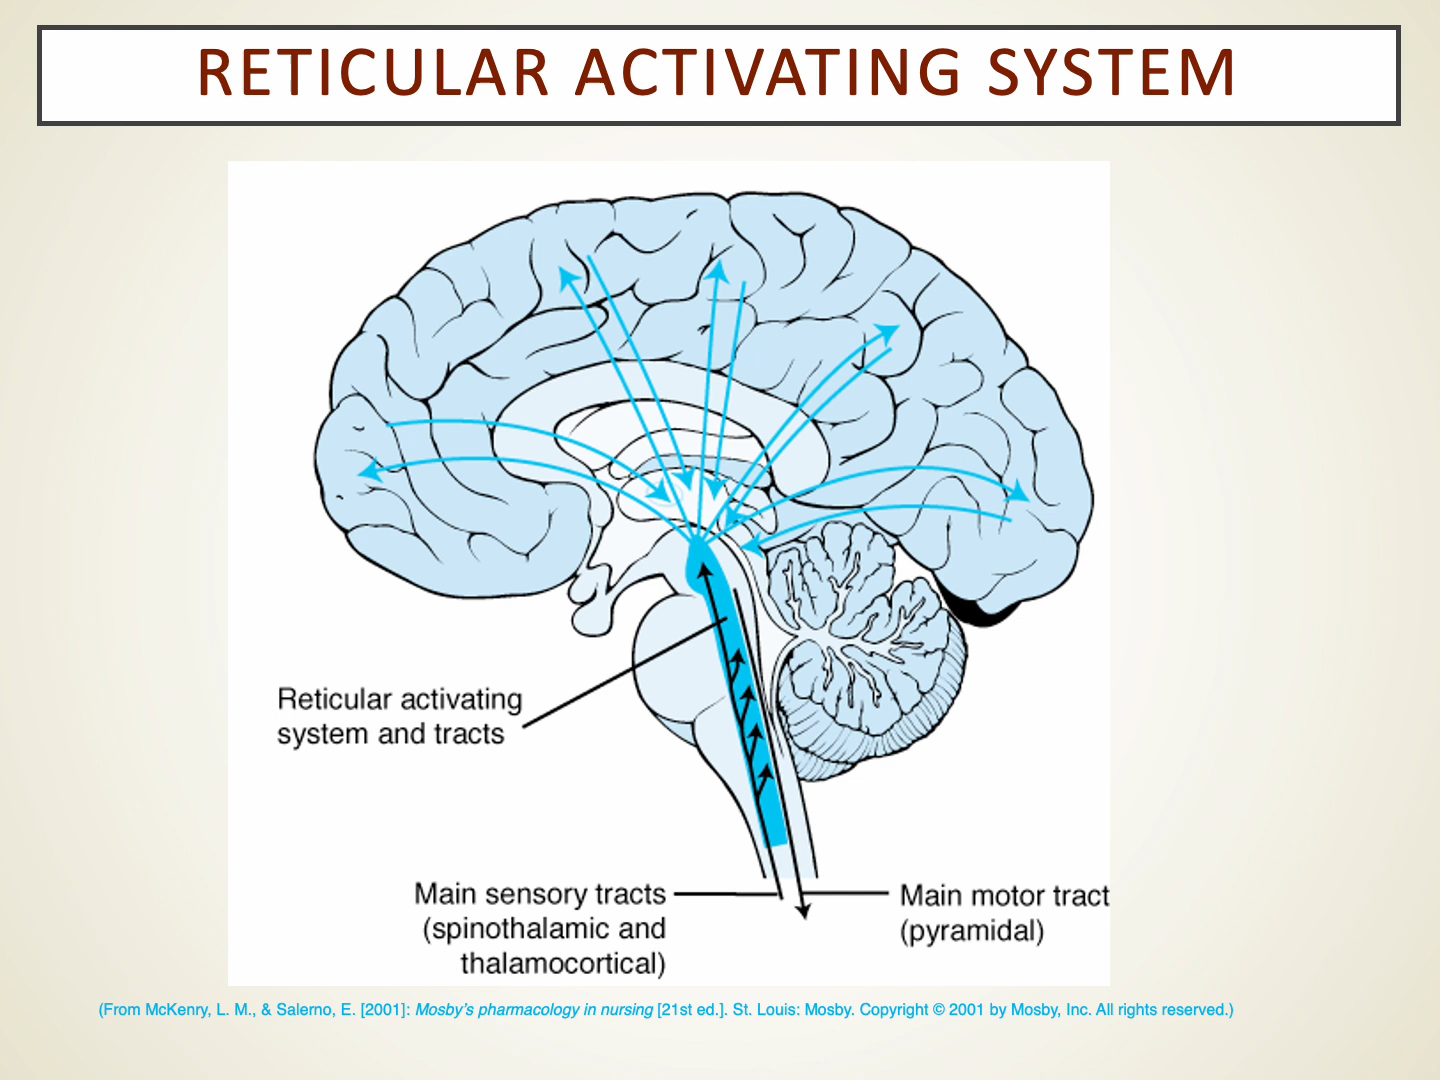 RETICULAR ACTIVATING SYSTEM
Reticular activating
system and tracts
Main sensory tracts
(spinothalamic and
thalamocortical)
Main motor tract
(pyramidal)
(From McKenry, L. M., & Salerno, E. [2001]: Mosby’s pharmacology in nursing [21st ed.]. St. Louis: Mosby. Copyright © 2001 by Mosby, Inc. All rights reserved.)